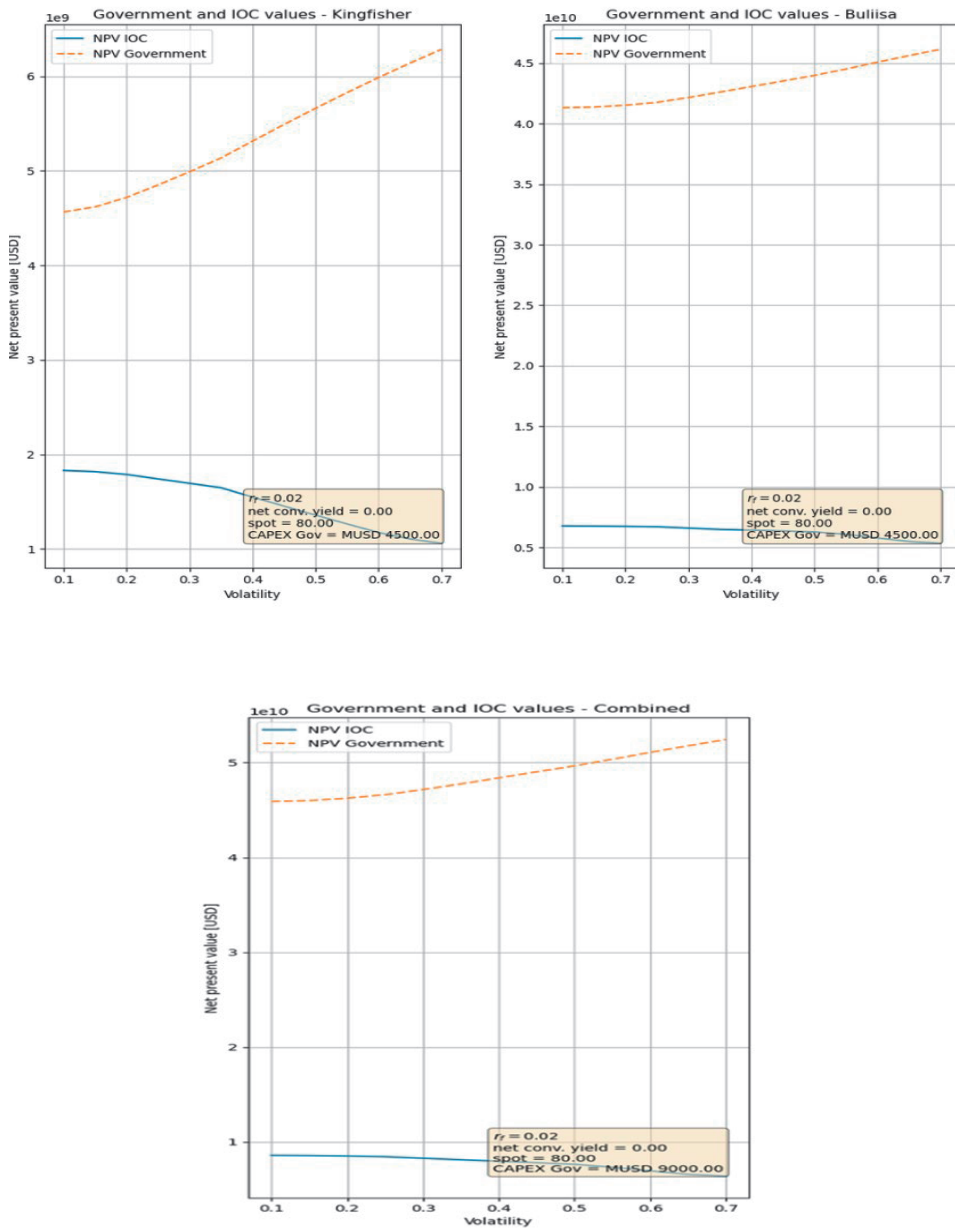 Government and IOC values - Kingfisher
1e9
NPV IOC
NPV Government
6
5
4
3
2
1
Net present value [USD]
r_f = 0.02
net conv. yield = 0.00
spot = 80.00
CAPEX Gov = MUSD 4500.00
0.1 0.2 0.3 0.4 0.5 0.6 0.7
Volatility
Government and IOC values - Buliisa
1e10
NPV IOC
NPV Government
4.5
4.0
3.5
3.0
2.5
2.0
1.5
1.0
0.5
Net present value [USD]
r_f = 0.02
net conv. yield = 0.00
spot = 80.00
CAPEX Gov = MUSD 4500.00
0.1 0.2 0.3 0.4 0.5 0.6 0.7
Volatility
Government and IOC values - Combined
1e10
NPV IOC
NPV Government
5
4
3
2
1
Net present value [USD]
r_f = 0.02
net conv. yield = 0.00
spot = 80.00
CAPEX Gov = MUSD 9000.00
0.1 0.2 0.3 0.4 0.5 0.6 0.7
Volatility